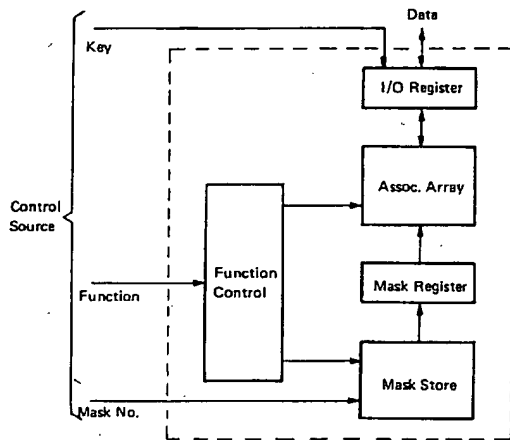 Data
Key
I/O Register
Assoc. Array
Control
Source
Function
Control
Mask Register
Function
Mask Store
Mask No.